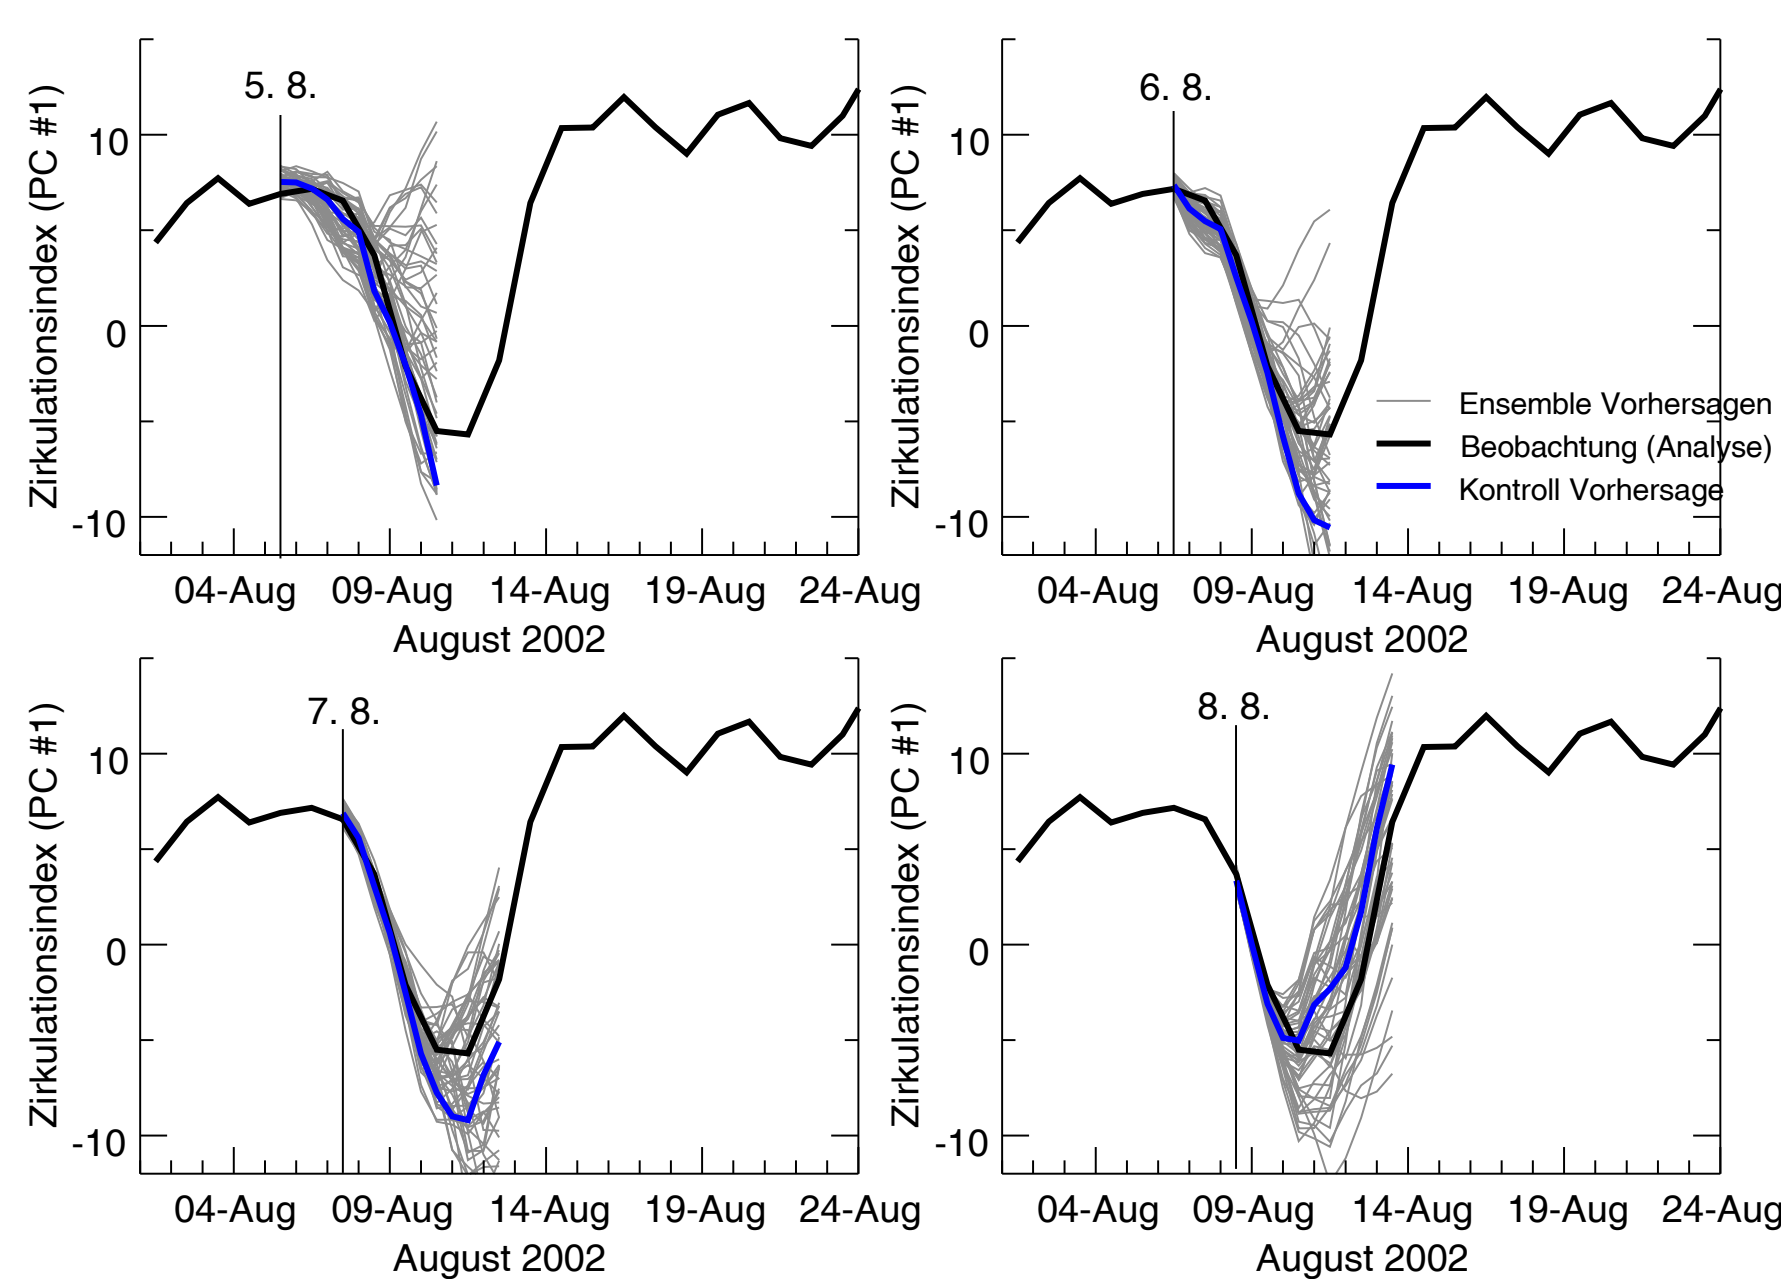 5. 8.
Zirkulationsindex (PC #1)
10
0
-10
04-Aug 09-Aug 14-Aug 19-Aug 24-Aug
August 2002
6. 8.
Zirkulationsindex (PC #1)
10
0
-10
Ensemble Vorhersagen
Beobachtung (Analyse)
Kontroll Vorhersage
04-Aug 09-Aug 14-Aug 19-Aug 24-Aug
August 2002
7. 8.
Zirkulationsindex (PC #1)
10
0
-10
04-Aug 09-Aug 14-Aug 19-Aug 24-Aug
August 2002
8. 8.
Zirkulationsindex (PC #1)
10
0
-10
04-Aug 09-Aug 14-Aug 19-Aug 24-Aug
August 2002